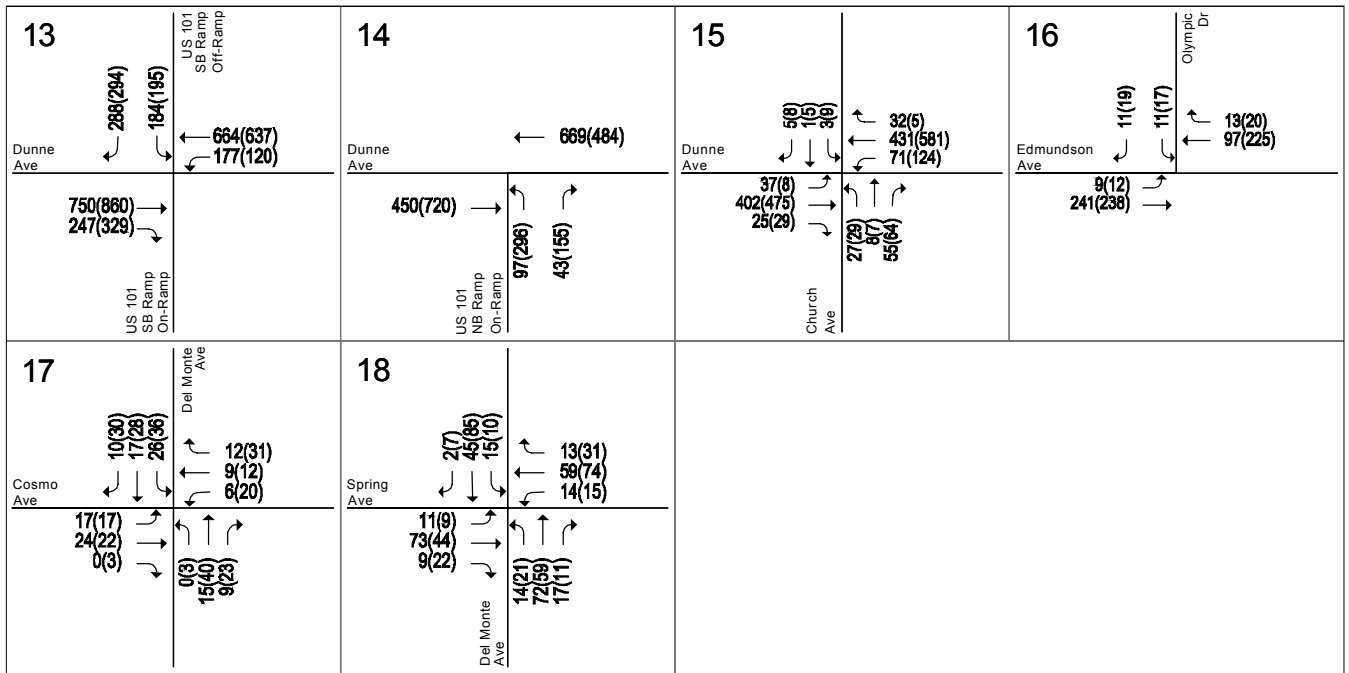 13
US 101
SB Ramp
Off-Ramp
288(294)
184(195)
664(637)
177(120)
Dunne
Ave
750(860)
247(329)
US 101
SB Ramp
On-Ramp
14
669(484)
Dunne
Ave
450(720)
97(296)
43(155)
US 101
NB Ramp
On-Ramp
15
5(8)
1(5)
3(9)
32(5)
431(581)
71(124)
Dunne
Ave
37(8)
402(475)
25(29)
27(29)
8(7)
55(64)
Church
Ave
16
Olympic
Dr
11(19)
11(17)
13(20)
97(225)
Edmundson
Ave
9(12)
241(238)
17
Del Monte
Ave
10(30)
17(28)
26(36)
12(31)
9(12)
6(20)
Cosmo
Ave
17(17)
24(22)
0(3)
0(3)
15(40)
9(23)
18
2(7)
45(85)
15(10)
13(31)
59(74)
14(15)
Spring
Ave
11(9)
73(44)
9(22)
14(21)
72(59)
17(11)
Del Monte
Ave